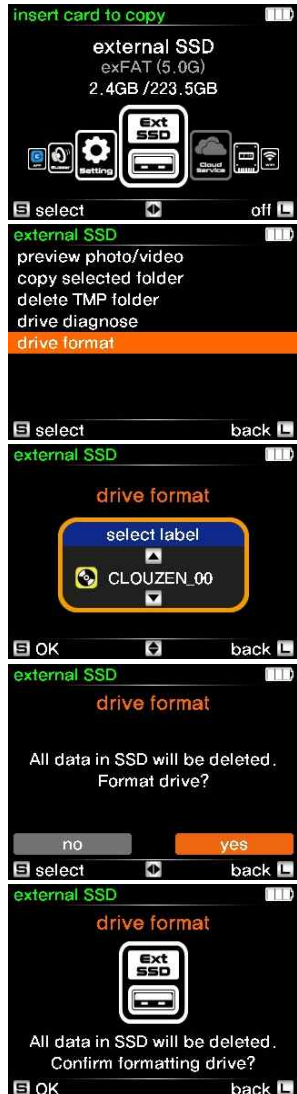 insert card to copy
external SSD
exFAT (5.0G)
2.4GB /223.5GB
Ext
SSD
Setting
Cloud
Service
S select
off L
external SSD
preview photo/video
copy selected folder
delete TMP folder
drive diagnose
drive format
S select
back L
external SSD
drive format
select label
CLOUZEN_00
S OK
back L
external SSD
drive format
All data in SSD will be deleted.
Format drive?
no
yes
S select
back L
external SSD
drive format
Ext
SSD
All data in SSD will be deleted.
Confirm formatting drive?
S OK
back L